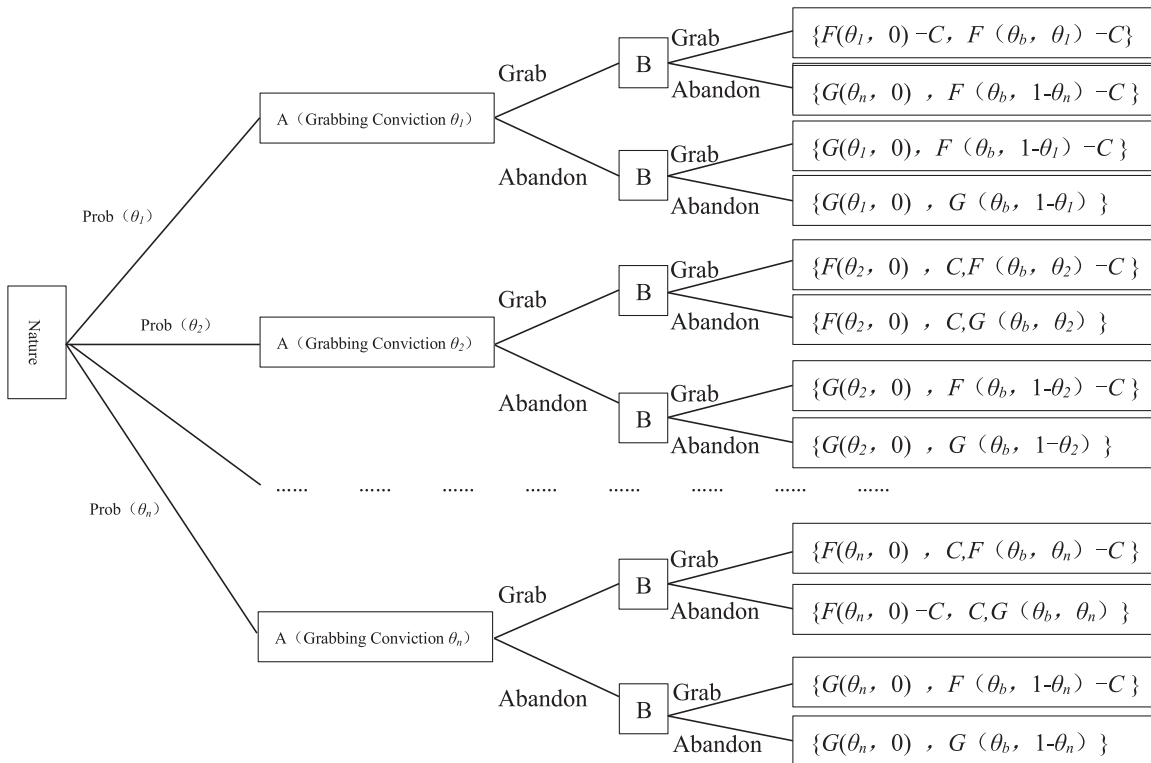 Nature
Prob（θ1）
Prob（θ2）
Prob（θn）
A（Grabbing Conviction θ1）
Grab
Abandon
B
Grab
Abandon
{F(θ1，0) -C，F（θb，θ1）-C}
{G(θn，0) ，F（θb，1-θn）-C}
B
Grab
Abandon
{G(θ1，0)，F（θb，1-θ1）-C}
{G(θ1，0) ，G（θb，1-θ1）}
A（Grabbing Conviction θ2）
Grab
Abandon
B
Grab
Abandon
{F(θ2，0) ，C,F（θb，θ2）-C}
{F(θ2，0) ，C,G（θb，θ2）}
B
Grab
Abandon
{G(θ2，0) ，F（θb，1-θ2）-C}
{G(θ2，0) ，G（θb，1-θ2）}
...... ...... ...... ...... ...... ...... ...... ......
A（Grabbing Conviction θn）
Grab
Abandon
B
Grab
Abandon
{F(θn，0) ，C,F（θb，θn）-C}
{F(θn，0) -C，C,G（θb，θn）}
B
Grab
Abandon
{G(θn，0) ，F（θb，1-θn）-C}
{G(θn，0) ，G（θb，1-θn）}